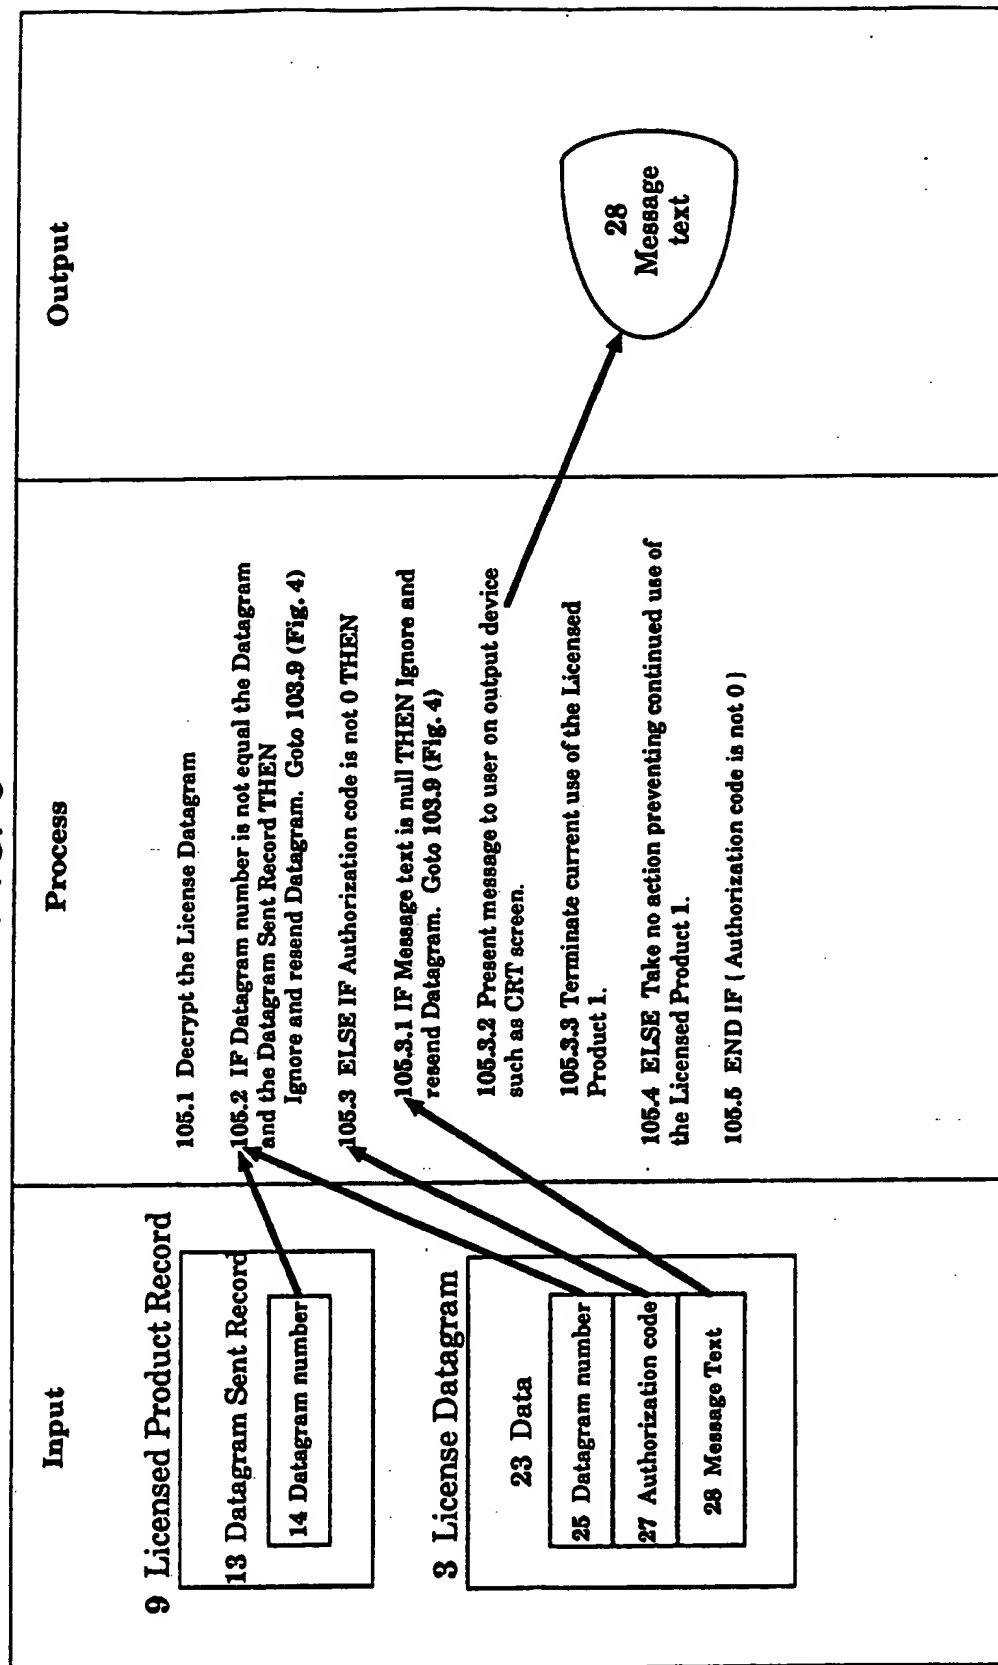 Input
Process
Output
9 Licensed Product Record
13 Datagram Sent Record
14 Datagram number
3 License Datagram
23 Data
25 Datagram number
27 Authorization code
28 Message Text
105.1 Decrypt the License Datagram
105.2 IF Datagram number is not equal the Datagram
and the Datagram Sent Record THEN
Ignore and resend Datagram. Goto 103.9 (Fig. 4)
105.3 ELSE IF Authorization code is not 0 THEN
105.3.1 IF Message text is null THEN Ignore and
resend Datagram. Goto 103.9 (Fig. 4)
105.3.2 Present message to user on output device
such as CRT screen.
105.3.3 Terminate current use of the Licensed
Product 1.
105.4 ELSE Take no action preventing continued use of
the Licensed Product 1.
105.5 END IF ( Authorization code is not 0 )
28
Message
text